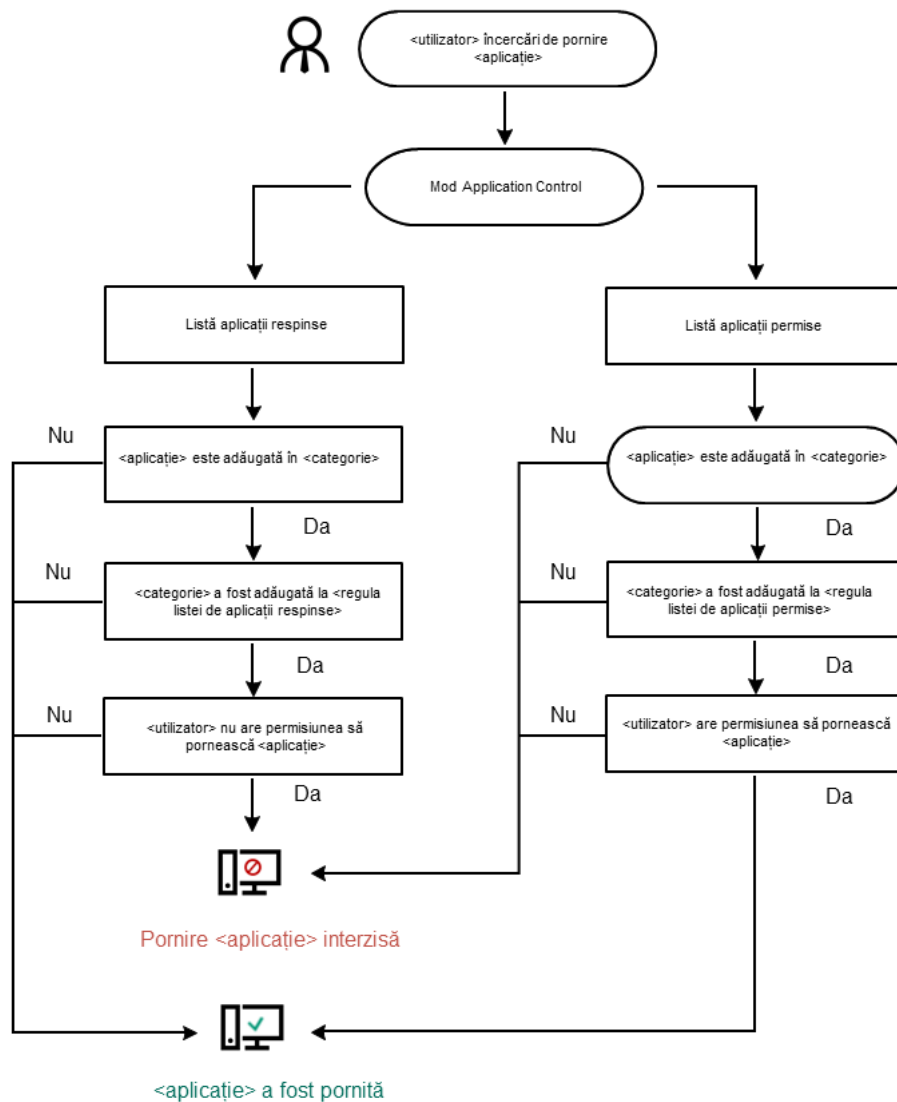 <utilizator> încercări de pornire
<aplicație>
Mod Application Control
Listă aplicații respinse
Listă aplicații permise
Nu
<aplicație> este adăugată în <categorie>
Da
Nu
<aplicație> este adăugată în <categorie>
Da
Nu
<categorie> a fost adăugată la <regula
listei de aplicații respinse>
Da
Nu
<categorie> a fost adăugată la <regula
listei de aplicații permise>
Da
Nu
<utilizator> nu are permisiunea să
pornească <aplicație>
Da
Nu
<utilizator> are permisiunea să pornească
<aplicație>
Da
Pornire <aplicație> interzisă
<aplicație> a fost pornită